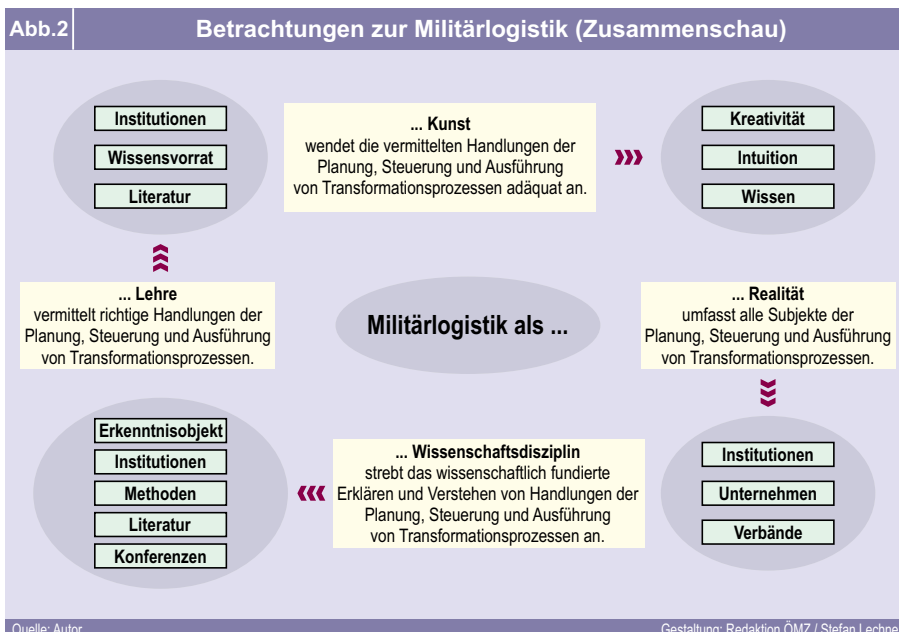 Abb.2
Betrachtungen zur Militärlogistik (Zusammenschau)
Institutionen
Wissensvorrat
Literatur
... Kunst
wendet die vermittelten Handlungen der
Planung, Steuerung und Ausführung
von Transformationsprozessen adäquat an.
Kreativität
Intuition
Wissen
... Lehre
vermittelt richtige Handlungen der
Planung, Steuerung und Ausführung
von Transformationsprozessen.
Militärlogistik als ...
... Realität
umfasst alle Subjekte der
Planung, Steuerung und Ausführung
von Transformationsprozessen.
Erkenntnisobjekt
Institutionen
Methoden
Literatur
Konferenzen
... Wissenschaftsdisziplin
strebt das wissenschaftlich fundierte
Erklären und Verstehen von Handlungen der
Planung, Steuerung und Ausführung
von Transformationsprozessen an.
Institutionen
Unternehmen
Verbände
Quelle: Autor
Gestaltung: Redaktion ÖMZ / Stefan Lechner